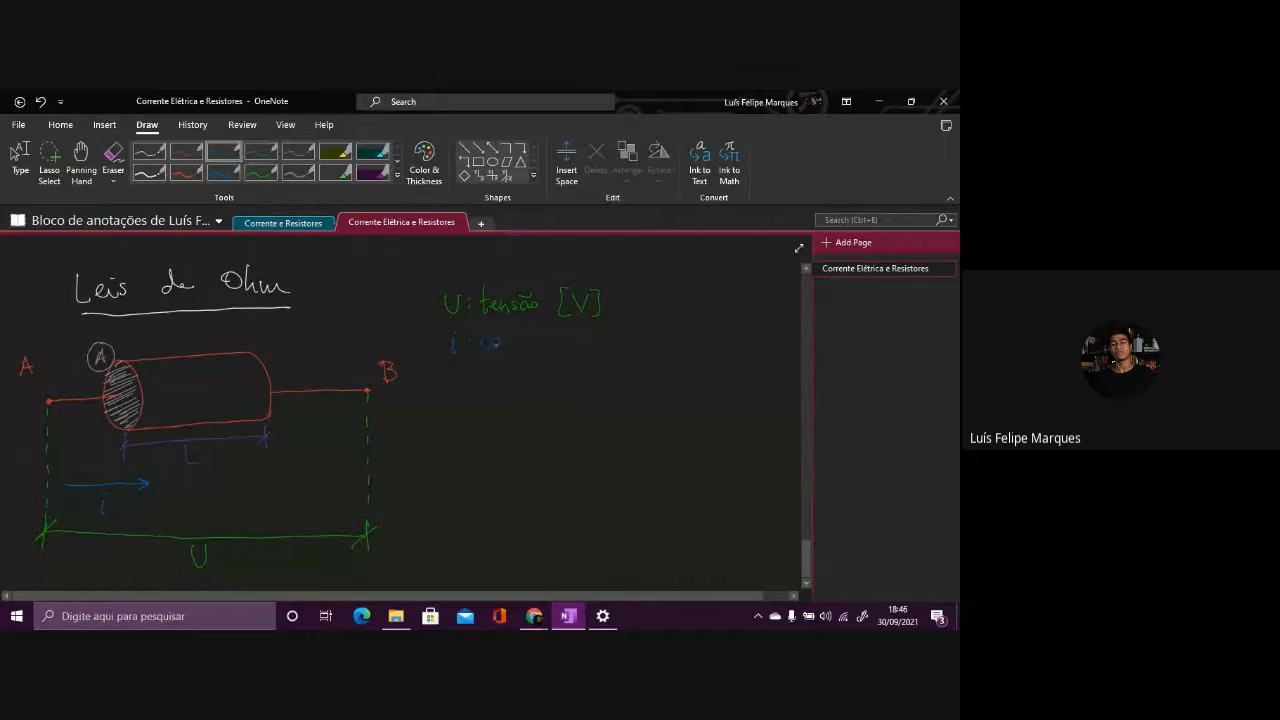 Corrente Elétrica e Resistores - OneNote
Search
Luís Felipe Marques
File Home Insert Draw History Review View Help
Type
Lasso Select
Panning Hand
Eraser
Color & Thickness
Insert Space
Delete
Arrange
Rotate
Ink to Text
Ink to Math
Tools
Shapes
Edit
Convert
Bloco de anotações de Luís F...
Corrente e Resistores
Corrente Elétrica e Resistores
Search (Ctrl+E)
Add Page
Corrente Elétrica e Resistores
Leis de Ohm
U: tensão [V]
i: co
A
A
B
L
i
U
Luís Felipe Marques
Digite aqui para pesquisar
18:46
30/09/2021
3